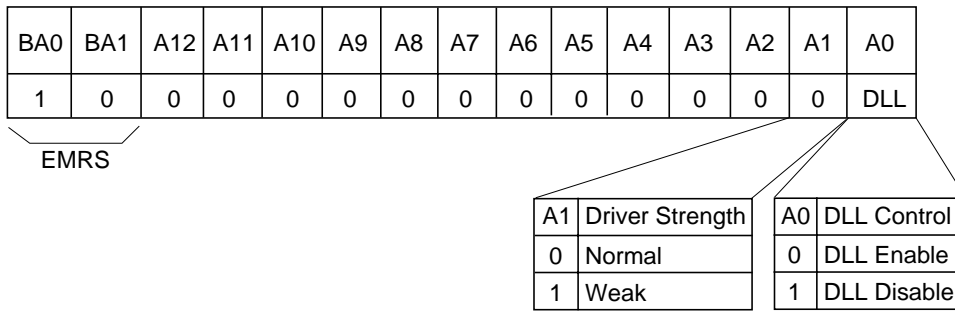 BA0 BA1 A12 A11 A10 A9 A8 A7 A6 A5 A4 A3 A2 A1 A0
1 0 0 0 0 0 0 0 0 0 0 0 0 0 DLL
EMRS
A1 Driver Strength
0 Normal
1 Weak
A0 DLL Control
0 DLL Enable
1 DLL Disable